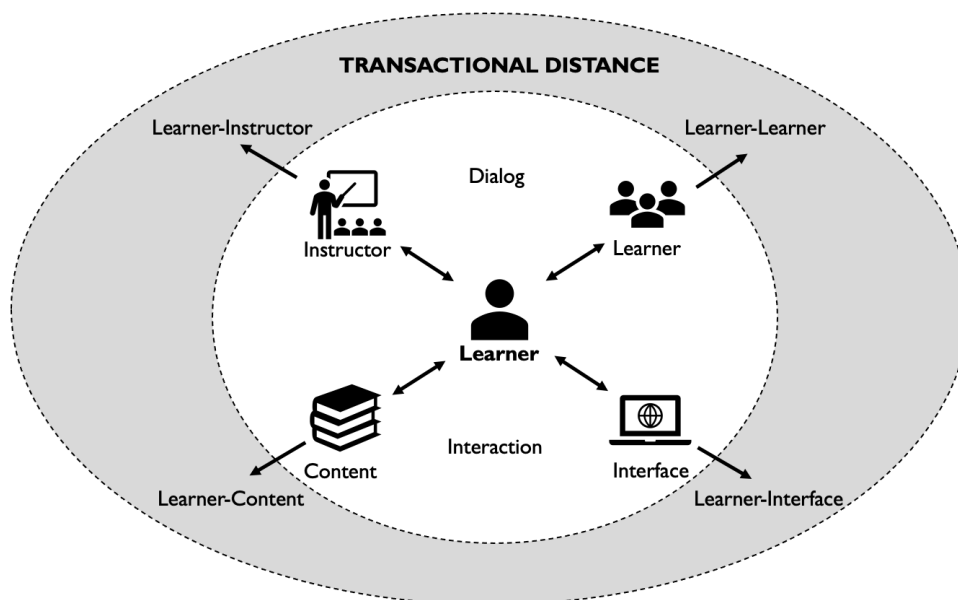 TRANSACTIONAL DISTANCE
Learner-Instructor
Learner-Learner
Dialog
Instructor
Learner
Learner
Content
Interaction
Interface
Learner-Content
Learner-Interface